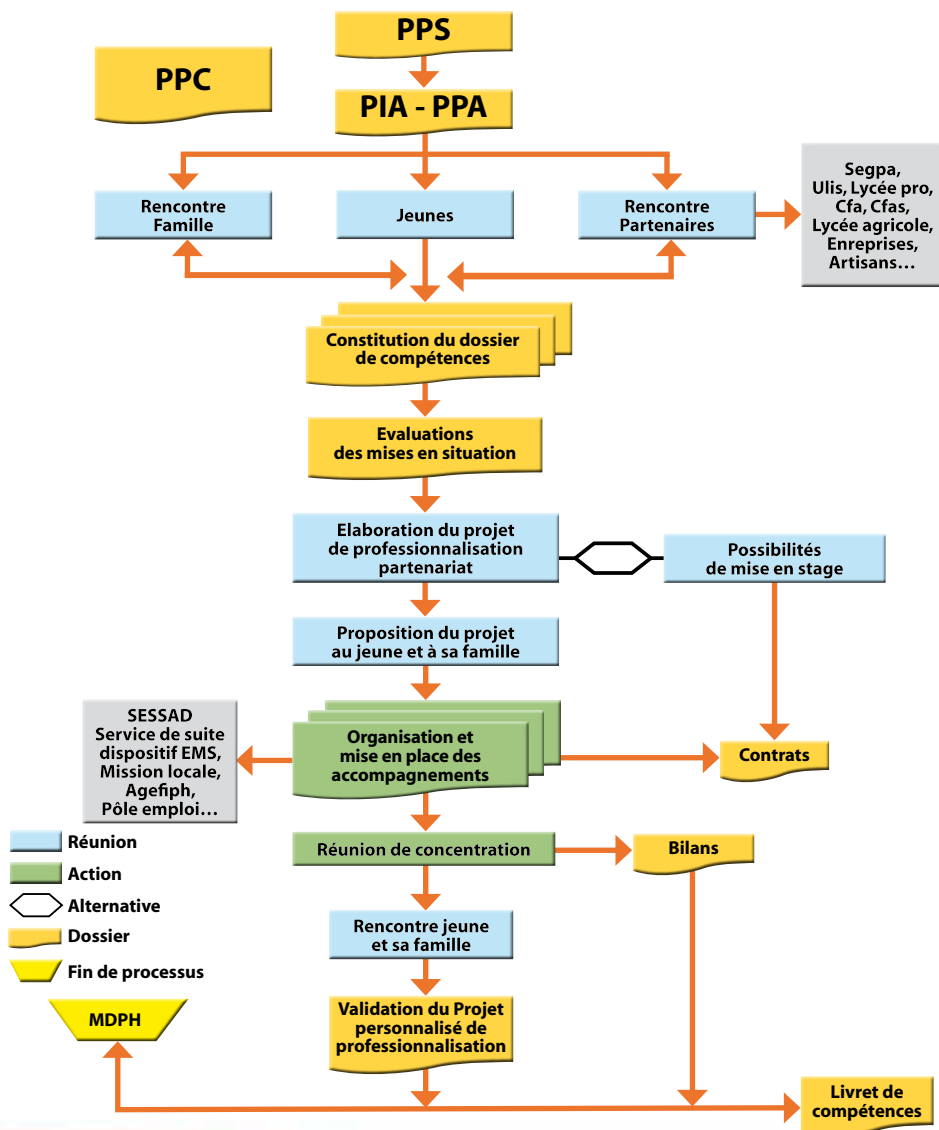 PPS
PPC
PIA - PPA
Rencontre
Famille
Jeunes
Rencontre
Partenaires
Segpa,
Ulis, Lycée pro,
Cfa, Cfas,
Lycée agricole,
Enreprises,
Artisans...
Constitution du dossier
de compétences
Evaluations
des mises en situation
Elaboration du projet
de professionnalisation
partenariat
Possibilités
de mise en stage
Proposition du projet
au jeune et à sa famille
SESSAD
Service de suite
dispositif EMS,
Mission locale,
Agefiph,
Pôle emploi...
Organisation et
mise en place des
accompagnements
Contrats
Réunion
Action
Alternative
Dossier
Fin de processus
Réunion de concentration
Bilans
Rencontre jeune
et sa famille
MDPH
Validation du Projet
personnalisé de
professionnalisation
Livret de
compétences